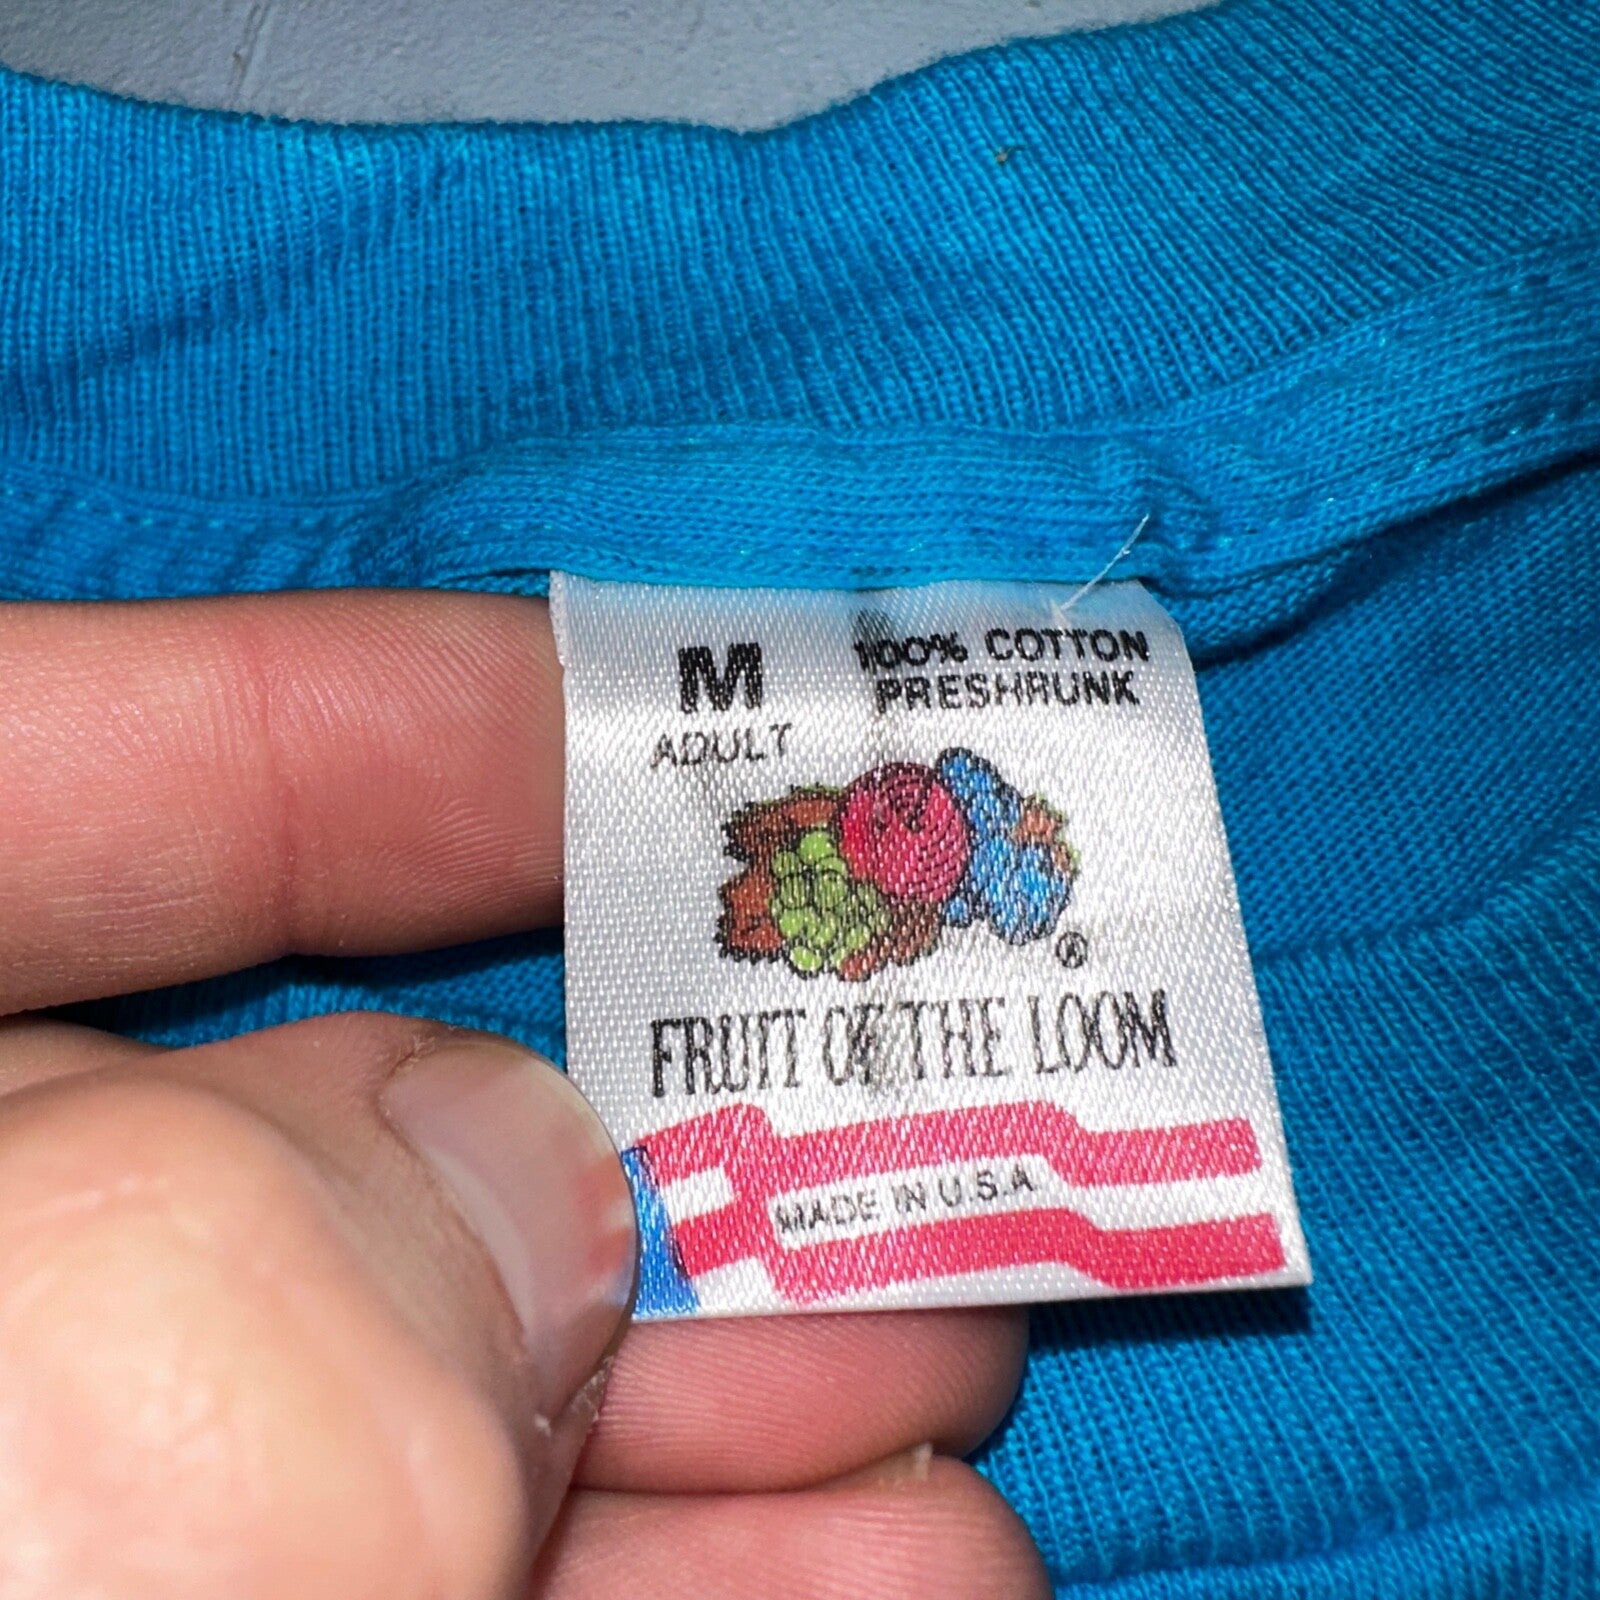 M
ADULT
100% COTTON
PRESHRUNK
®
FRUIT OF THE LOOM
MADE IN U.S.A